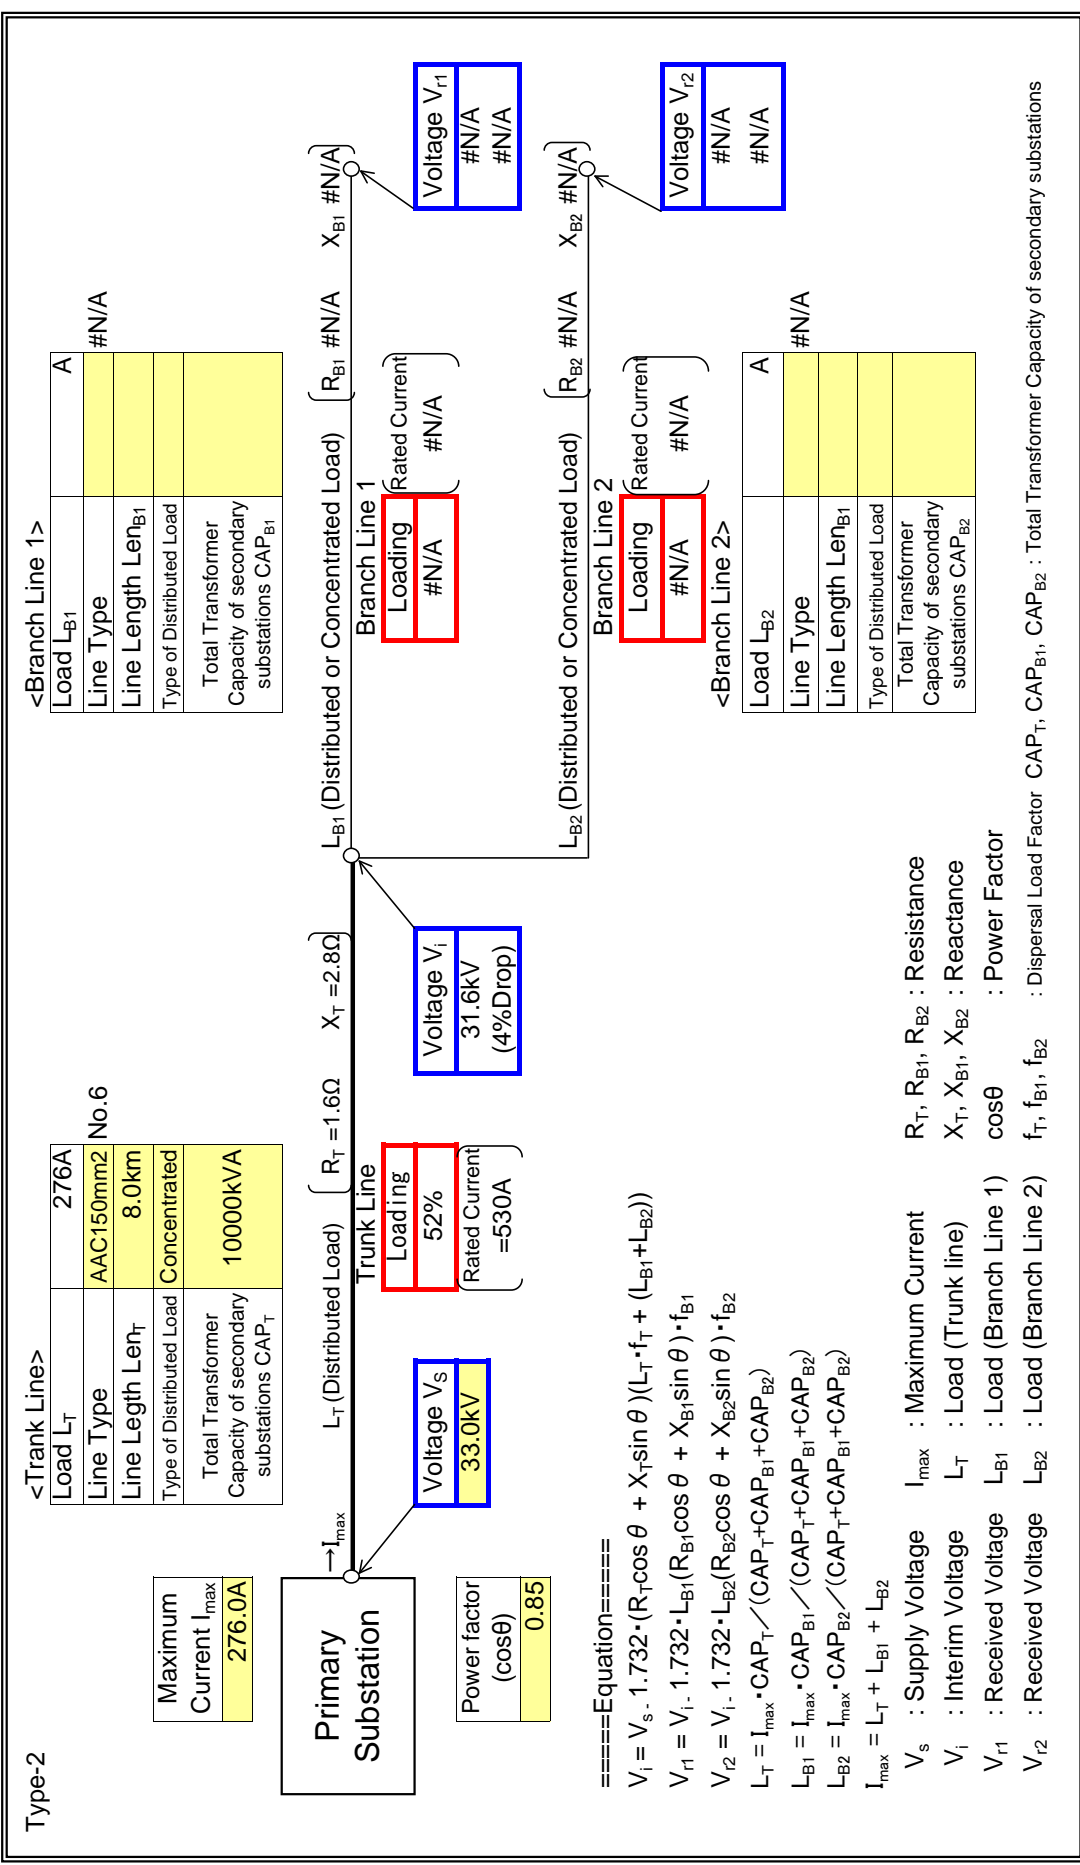 Type-2
<Trank Line>
Load L_T 276A
Line Type AAC150mm2 No.6
Line Legth Len_T 8.0km
Type of Distributed Load Concentrated
Total Transformer
Capacity of secondary
substations CAP_T 10000kVA
<Branch Line 1>
Load L_B1 A
Line Type #N/A
Line Length Len_B1
Type of Distributed Load
Total Transformer
Capacity of secondary
substations CAP_B1
Maximum
Current I_max
276.0A
Primary
Substation
→I_max
L_T (Distributed Load)
R_T =1.6Ω X_T =2.8Ω
L_B1 (Distributed or Concentrated Load)
R_B1 #N/A X_B1 #N/A
Trunk Line
Loading
52%
Rated Current
=530A
Branch Line 1
Loading
#N/A
Rated Current
#N/A
Voltage V_S
33.0kV
Voltage V_i
31.6kV
(4%Drop)
Voltage V_r1
#N/A
#N/A
Power factor
(cosθ)
0.85
L_B2 (Distributed or Concentrated Load)
R_B2 #N/A X_B2 #N/A
Branch Line 2
Loading
#N/A
Rated Current
#N/A
Voltage V_r2
#N/A
#N/A
<Branch Line 2>
Load L_B2 A
Line Type #N/A
Line Length Len_B1
Type of Distributed Load
Total Transformer
Capacity of secondary
substations CAP_B2
=====Equation=====
V_i = V_s - 1.732・(R_Tcosθ + X_Tsinθ)(L_T・f_T + (L_B1+L_B2))
V_r1 = V_i - 1.732・L_B1(R_B1cosθ + X_B1sinθ)・f_B1
V_r2 = V_i - 1.732・L_B2(R_B2cosθ + X_B2sinθ)・f_B2
L_T = I_max・CAP_T／(CAP_T+CAP_B1+CAP_B2)
L_B1 = I_max・CAP_B1／(CAP_T+CAP_B1+CAP_B2)
L_B2 = I_max・CAP_B2／(CAP_T+CAP_B1+CAP_B2)
I_max = L_T + L_B1 + L_B2
V_s : Supply Voltage I_max : Maximum Current R_T, R_B1, R_B2 : Resistance
V_i : Interim Voltage L_T : Load (Trunk line) X_T, X_B1, X_B2 : Reactance
V_r1 : Received Voltage L_B1 : Load (Branch Line 1) cosθ : Power Factor
V_r2 : Received Voltage L_B2 : Load (Branch Line 2) f_T, f_B1, f_B2 : Dispersal Load Factor CAP_T, CAP_B1, CAP_B2 : Total Transformer Capacity of secondary substations